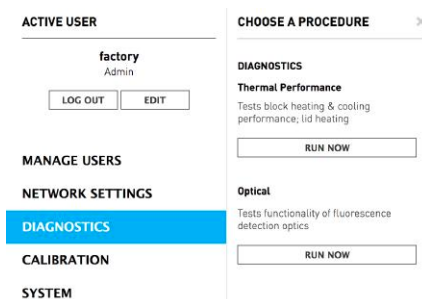 ACTIVE USER
factory
Admin
LOG OUT
EDIT
MANAGE USERS
NETWORK SETTINGS
DIAGNOSTICS
CALIBRATION
SYSTEM
CHOOSE A PROCEDURE
DIAGNOSTICS
Thermal Performance
Tests block heating & cooling
performance; lid heating
RUN NOW
Optical
Tests functionality of fluorescence
detection optics
RUN NOW